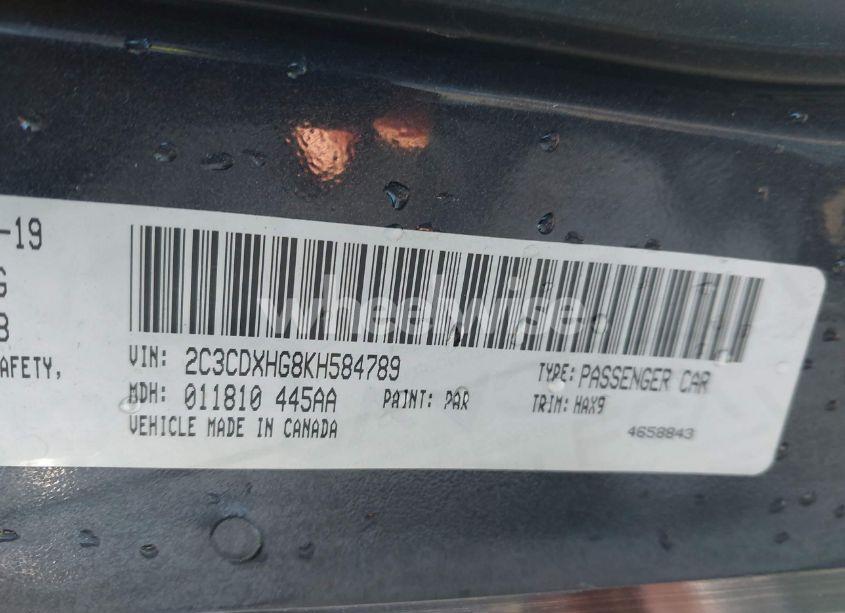 -19
G
8
AFETY,
VIN: 2C3CDXHG8KH584789
TYPE: PASSENGER CAR
MDH: 011810 445AA
PAINT: PAR
TRIM: HAX9
VEHICLE MADE IN CANADA
4658843
wheelwise